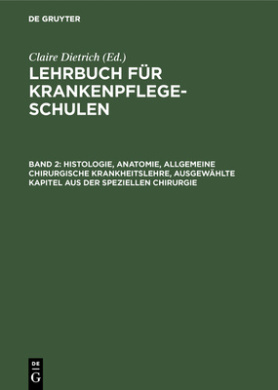 DE GRUYTER
Claire Dietrich (Ed.)
LEHRBUCH FÜR
KRANKENPFLEGE-
SCHULEN
BAND 2: HISTOLOGIE, ANATOMIE, ALLGEMEINE
CHIRURGISCHE KRANKHEITSLEHRE, AUSGEWÄHLTE
KAPITEL AUS DER SPEZIELLEN CHIRURGIE
DE
G